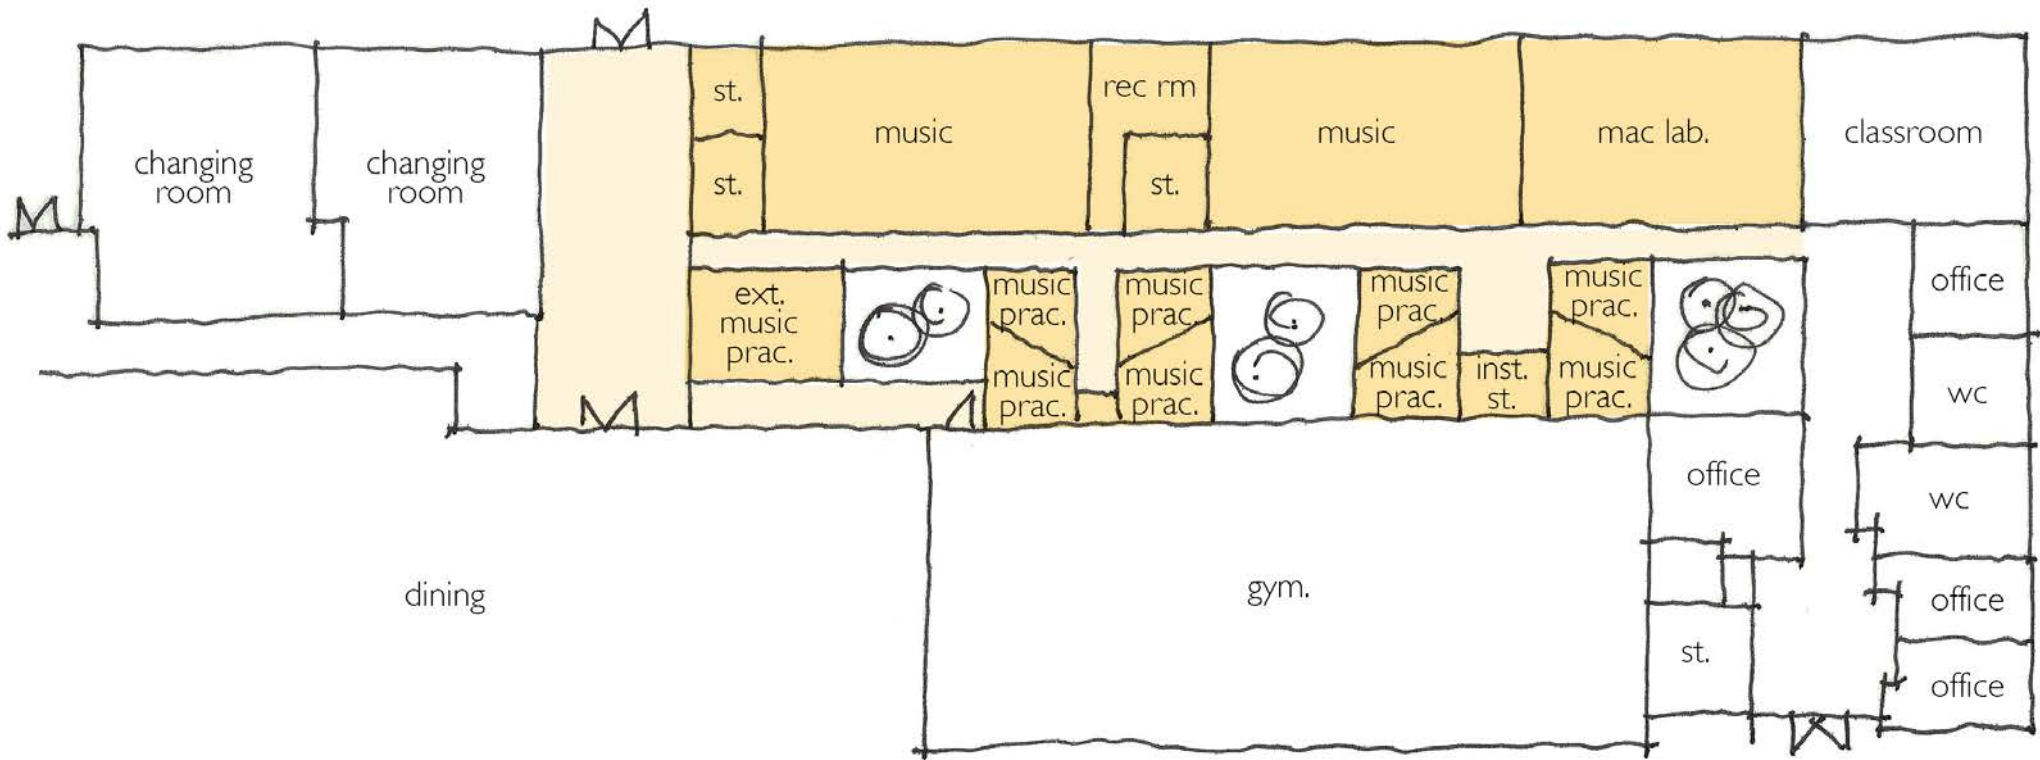 changing
room
changing
room
st.
st.
music
rec rm
st.
music
mac lab.
classroom
ext.
music
prac.
music
prac.
music
prac.
music
prac.
music
prac.
music
prac.
music
prac.
inst.
st.
music
prac.
music
prac.
office
wc
office
wc
office
office
st.
dining
gym.